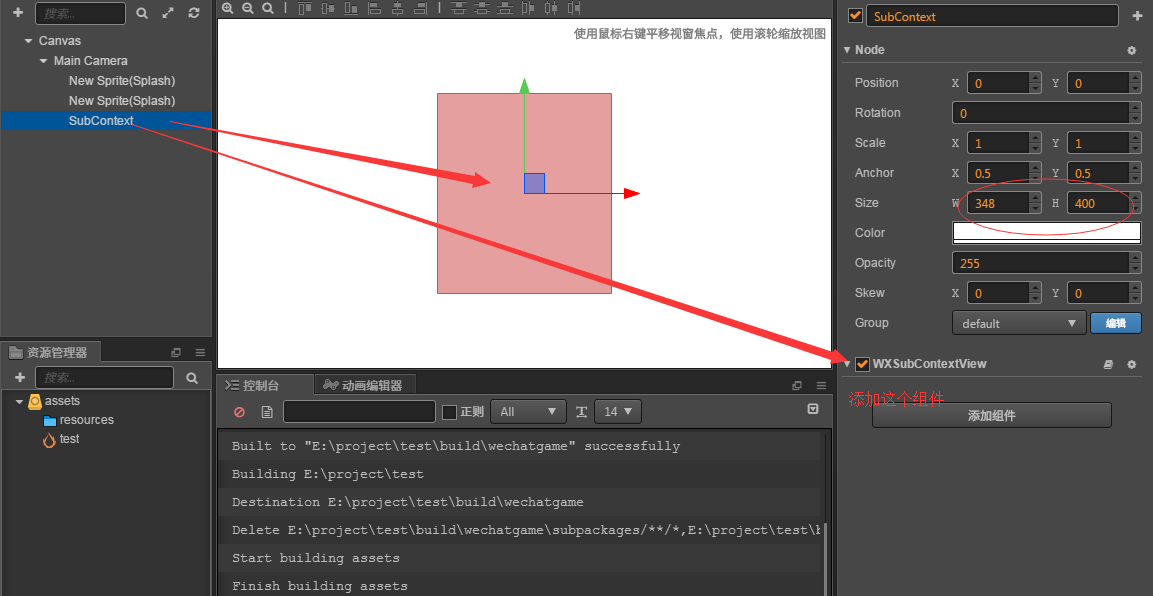 搜索...
Canvas
Main Camera
New Sprite(Splash)
New Sprite(Splash)
SubContext
使用鼠标右键平移视窗焦点，使用滚轮缩放视图
SubContext
Node
Position X 0 Y 0
Rotation 0
Scale X 1 Y 1
Anchor X 0.5 Y 0.5
Size W 348 H 400
Color
Opacity 255
Skew X 0 Y 0
Group default 编辑
WXSubContextView
添加这个组件
添加组件
资源管理器
搜索...
assets
resources
test
控制台 动画编辑器
正则 All 14
Built to "E:\project\test\build\wechatgame" successfully
Building E:\project\test
Destination E:\project\test\build\wechatgame
Delete E:\project\test\build\wechatgame\subpackages/**/*,E:\project\test\b
Start building assets
Finish building assets